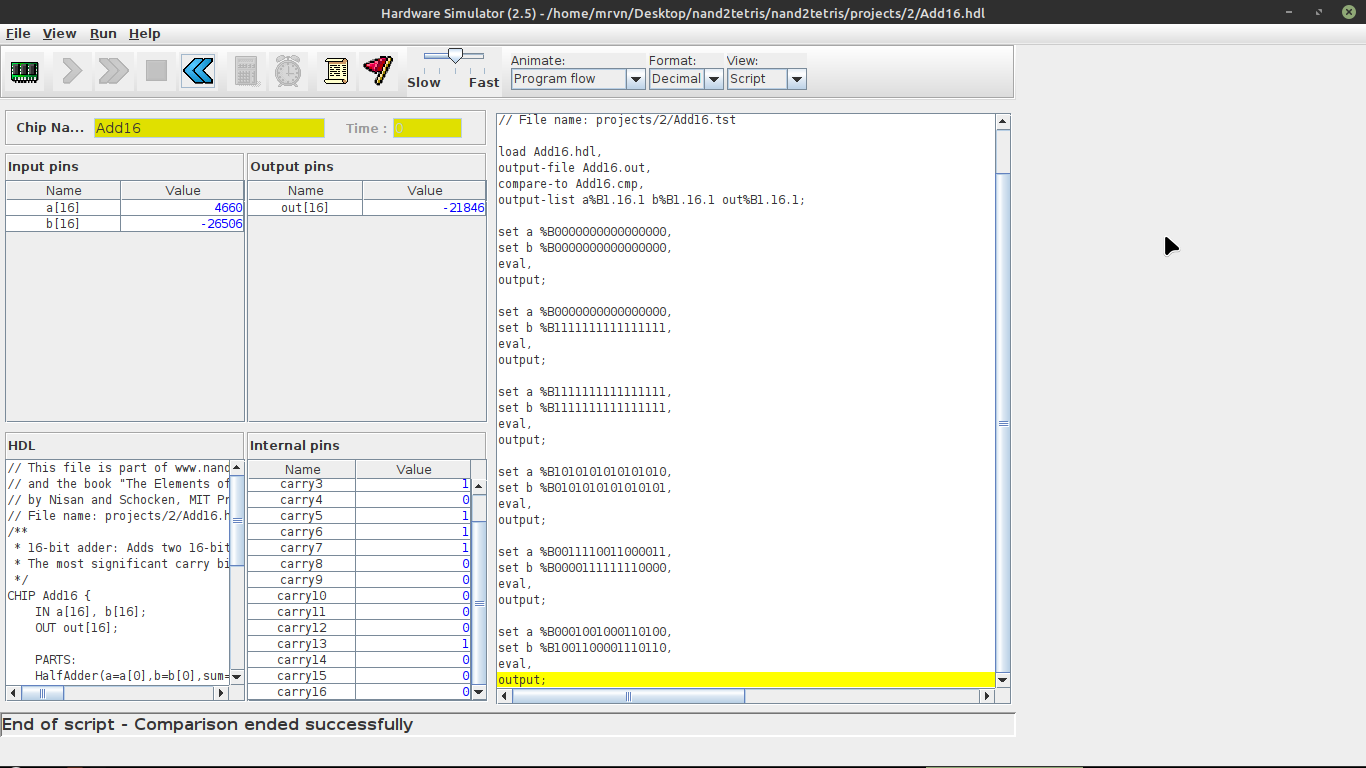 Hardware Simulator (2.5) - /home/mrvn/Desktop/nand2tetris/nand2tetris/projects/2/Add16.hdl
File View Run Help
Slow Fast
Animate:
Program flow
Format:
Decimal
View:
Script
Chip Na... Add16 Time : 0
Input pins
Name Value
a[16] 4660
b[16] -26506
Output pins
Name Value
out[16] -21846
HDL
// This file is part of www.nand
// and the book "The Elements of
// by Nisan and Schocken, MIT Pr
// File name: projects/2/Add16.h
/**
* 16-bit adder: Adds two 16-bit
* The most significant carry bi
*/
CHIP Add16 {
IN a[16], b[16];
OUT out[16];
PARTS:
HalfAdder(a=a[0],b=b[0],sum=
Internal pins
Name Value
carry3 1
carry4 0
carry5 1
carry6 1
carry7 1
carry8 0
carry9 0
carry10 0
carry11 0
carry12 0
carry13 1
carry14 0
carry15 0
carry16 0
// File name: projects/2/Add16.tst
load Add16.hdl,
output-file Add16.out,
compare-to Add16.cmp,
output-list a%B1.16.1 b%B1.16.1 out%B1.16.1;
set a %B0000000000000000,
set b %B0000000000000000,
eval,
output;
set a %B0000000000000000,
set b %B1111111111111111,
eval,
output;
set a %B1111111111111111,
set b %B1111111111111111,
eval,
output;
set a %B1010101010101010,
set b %B0101010101010101,
eval,
output;
set a %B0011110011000011,
set b %B0000111111110000,
eval,
output;
set a %B0001001000110100,
set b %B1001100001110110,
eval,
output;
End of script - Comparison ended successfully